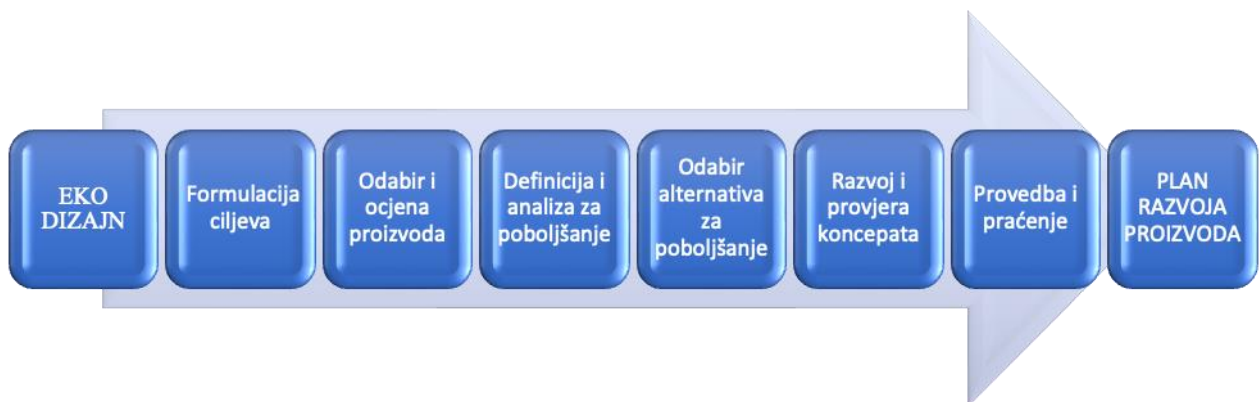 EKO
DIZAJN
Formulacija
ciljeva
Odabir i
ocjena
proizvoda
Definicija i
analiza za
poboljšanje
Odabir
alternativa
za
poboljšanje
Razvoj i
provjera
koncepata
Provedba i
praćenje
PLAN
RAZVOJA
PROIZVODA